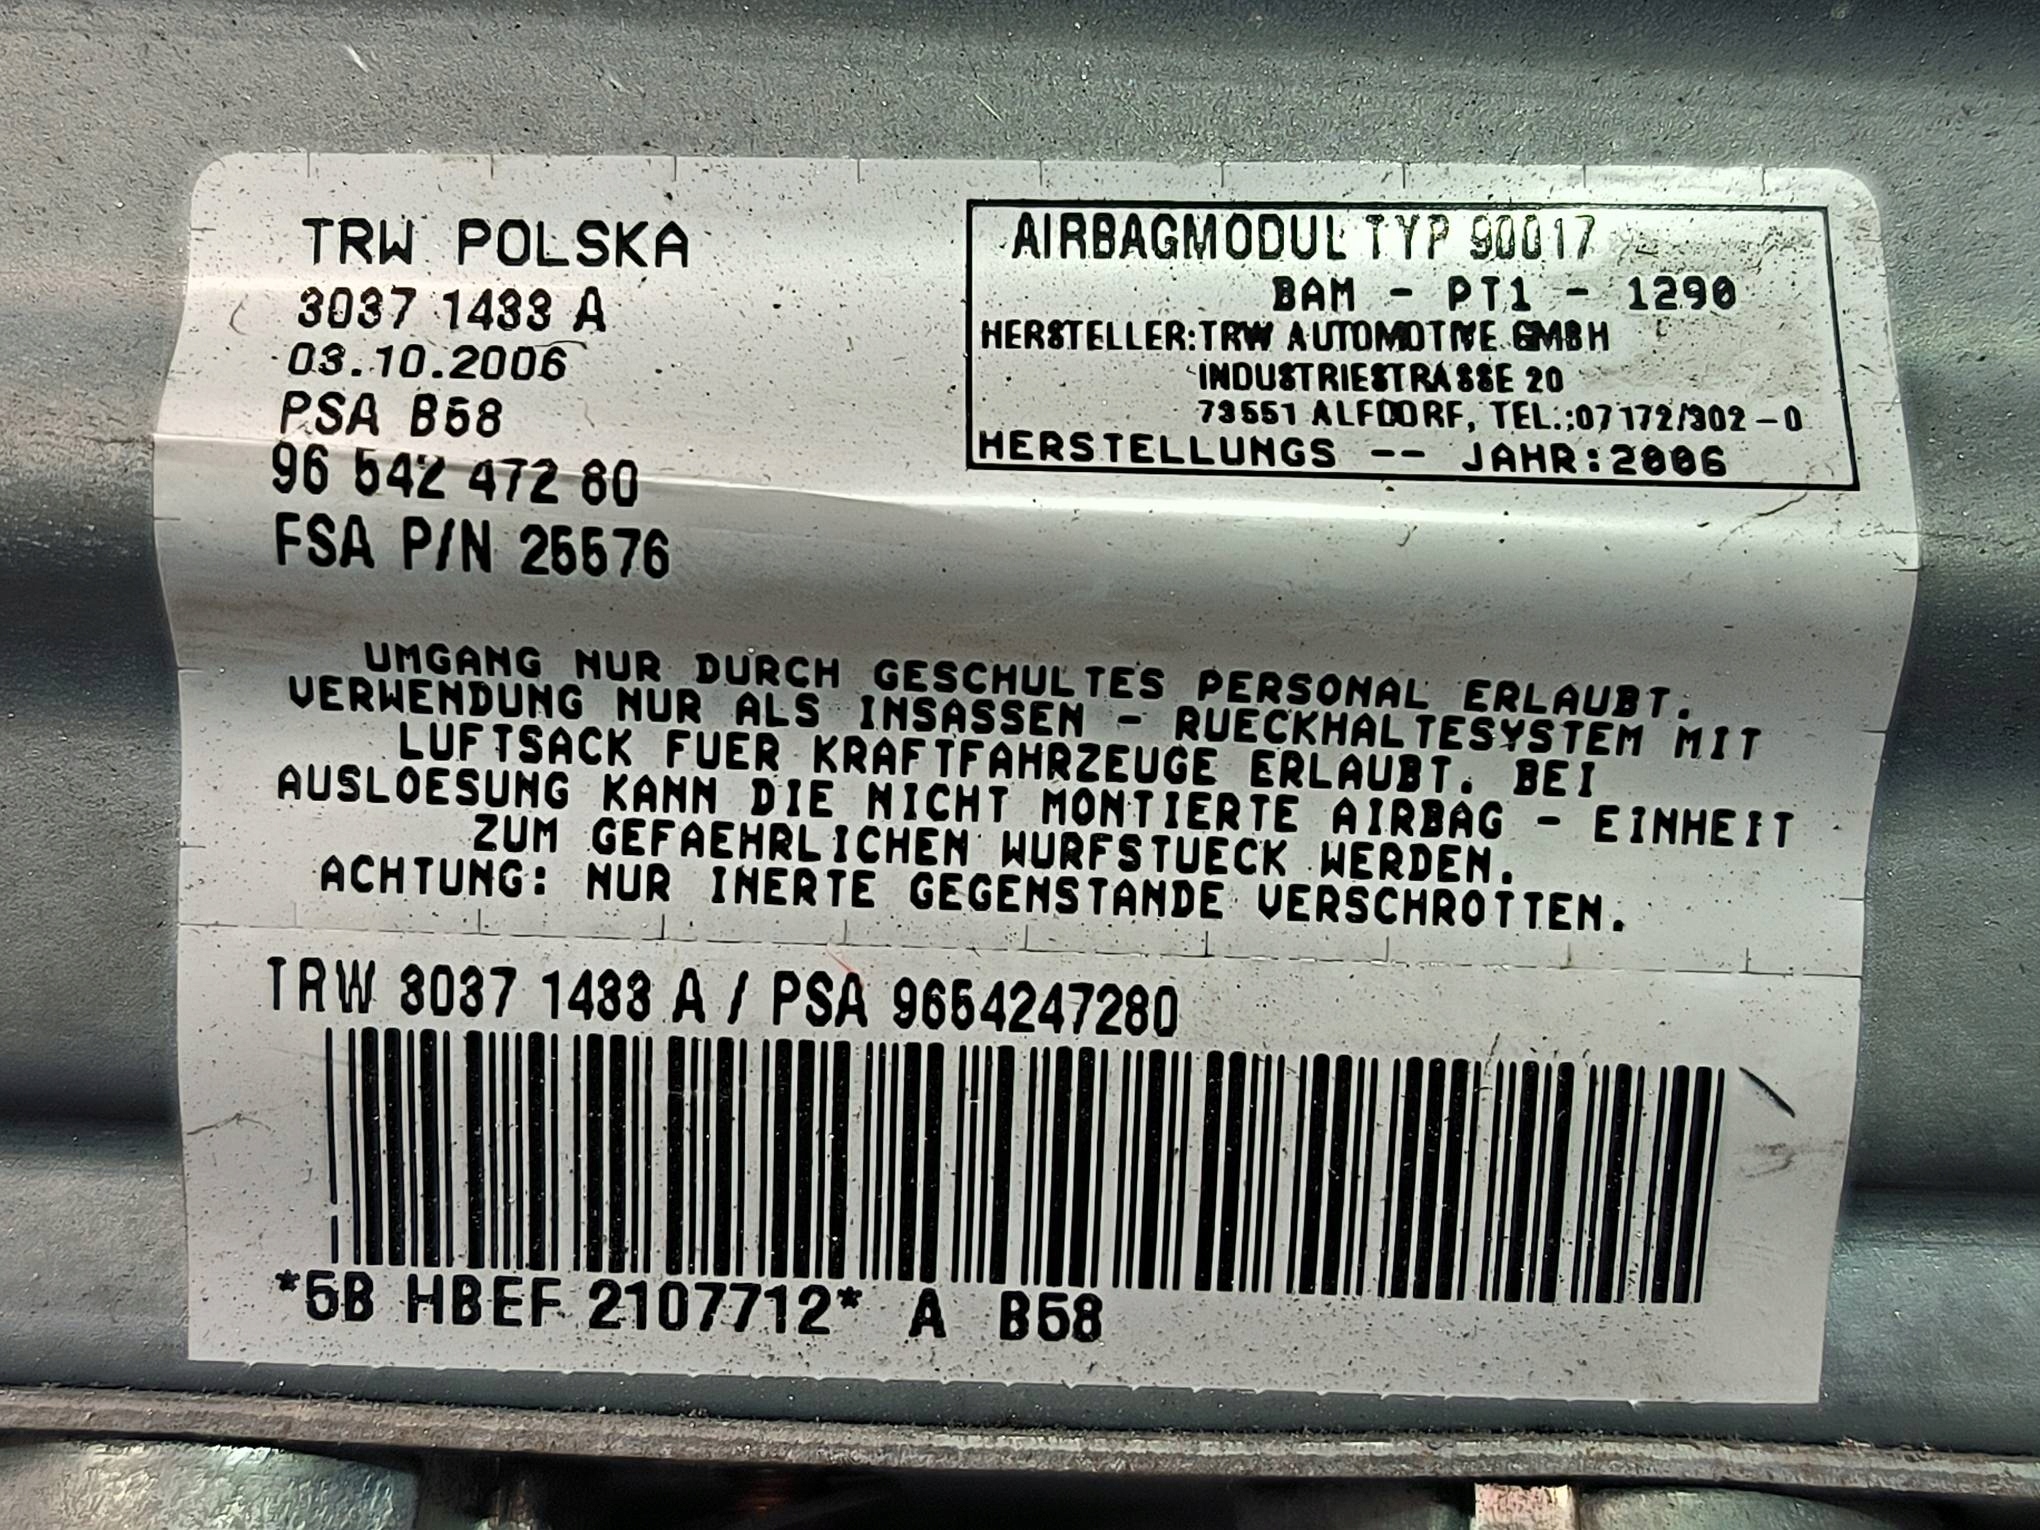 TRW POLSKA
3037 1433 A
03.10.2006
PSA B58
96 542 472 80
FSA P/N 25576
AIRBAGMODUL TYP 90017
BAM - PT1 - 1290
HERSTELLER:TRW AUTOMOTIVE GMBH
INDUSTRIESTRASSE 20
73551 ALFDORF, TEL.:07172/302-0
HERSTELLUNGS -- JAHR:2006
UMGANG NUR DURCH GESCHULTES PERSONAL ERLAUBT.
VERWENDUNG NUR ALS INSASSEN - RUECKHALTESYSTEM MIT
LUFTSACK FUER KRAFTFAHRZEUGE ERLAUBT. BEI
AUSLOESUNG KANN DIE NICHT MONTIERTE AIRBAG - EINHEIT
ZUM GEFAEHRLICHEN WURFSTUECK WERDEN.
ACHTUNG: NUR INERTE GEGENSTANDE VERSCHROTTEN.
TRW 3037 1433 A / PSA 9654247280
*5B HBEF 2107712* A B58